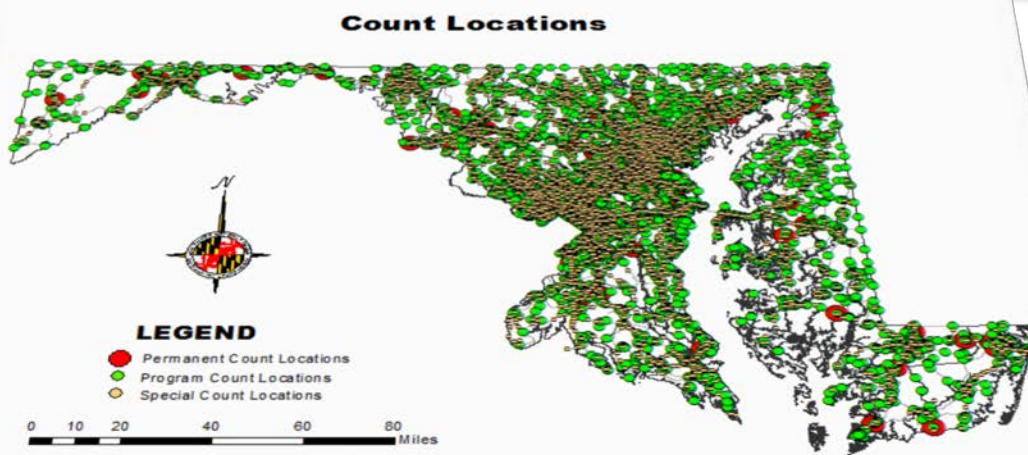 Count Locations
N
LEGEND
Permanent Count Locations
Program Count Locations
Special Count Locations
0 10 20 40 60 80
Miles